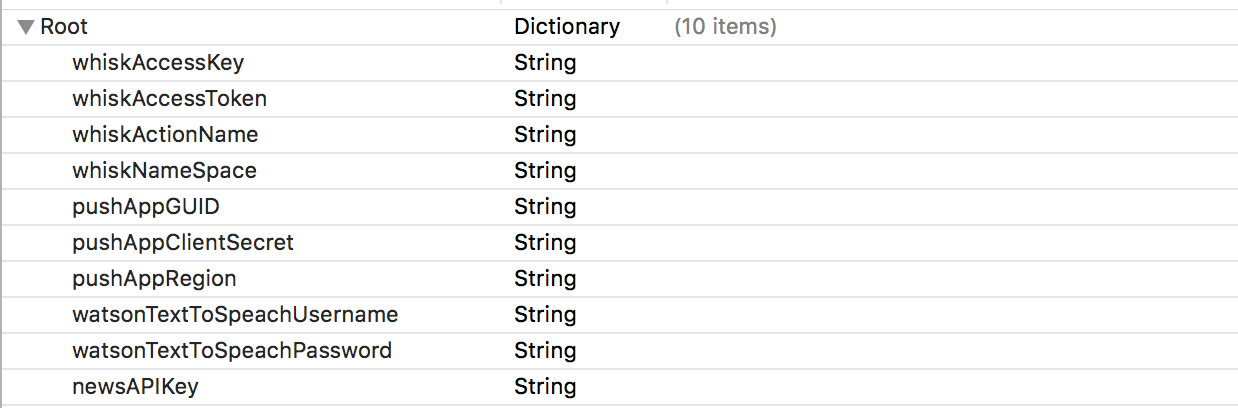 Root Dictionary (10 items)
whiskAccessKey String
whiskAccessToken String
whiskActionName String
whiskNameSpace String
pushAppGUID String
pushAppClientSecret String
pushAppRegion String
watsonTextToSpeachUsername String
watsonTextToSpeachPassword String
newsAPIKey String